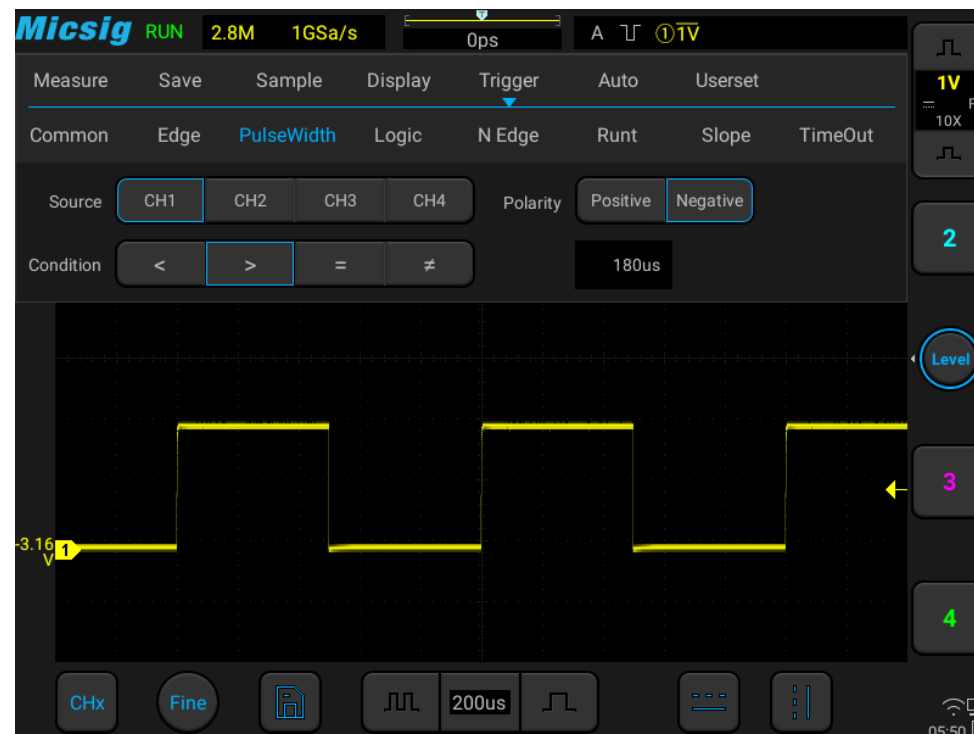 Micsig RUN 2.8M 1GSa/s T 0ps A ①1V
Measure Save Sample Display Trigger Auto Userset
1V
Common Edge PulseWidth Logic N Edge Runt Slope TimeOut
10X
Source CH1 CH2 CH3 CH4 Polarity Positive Negative
2
Condition < > = ≠ 180us
Level
3
-3.16 V
1
4
CHx Fine 200us
05:50